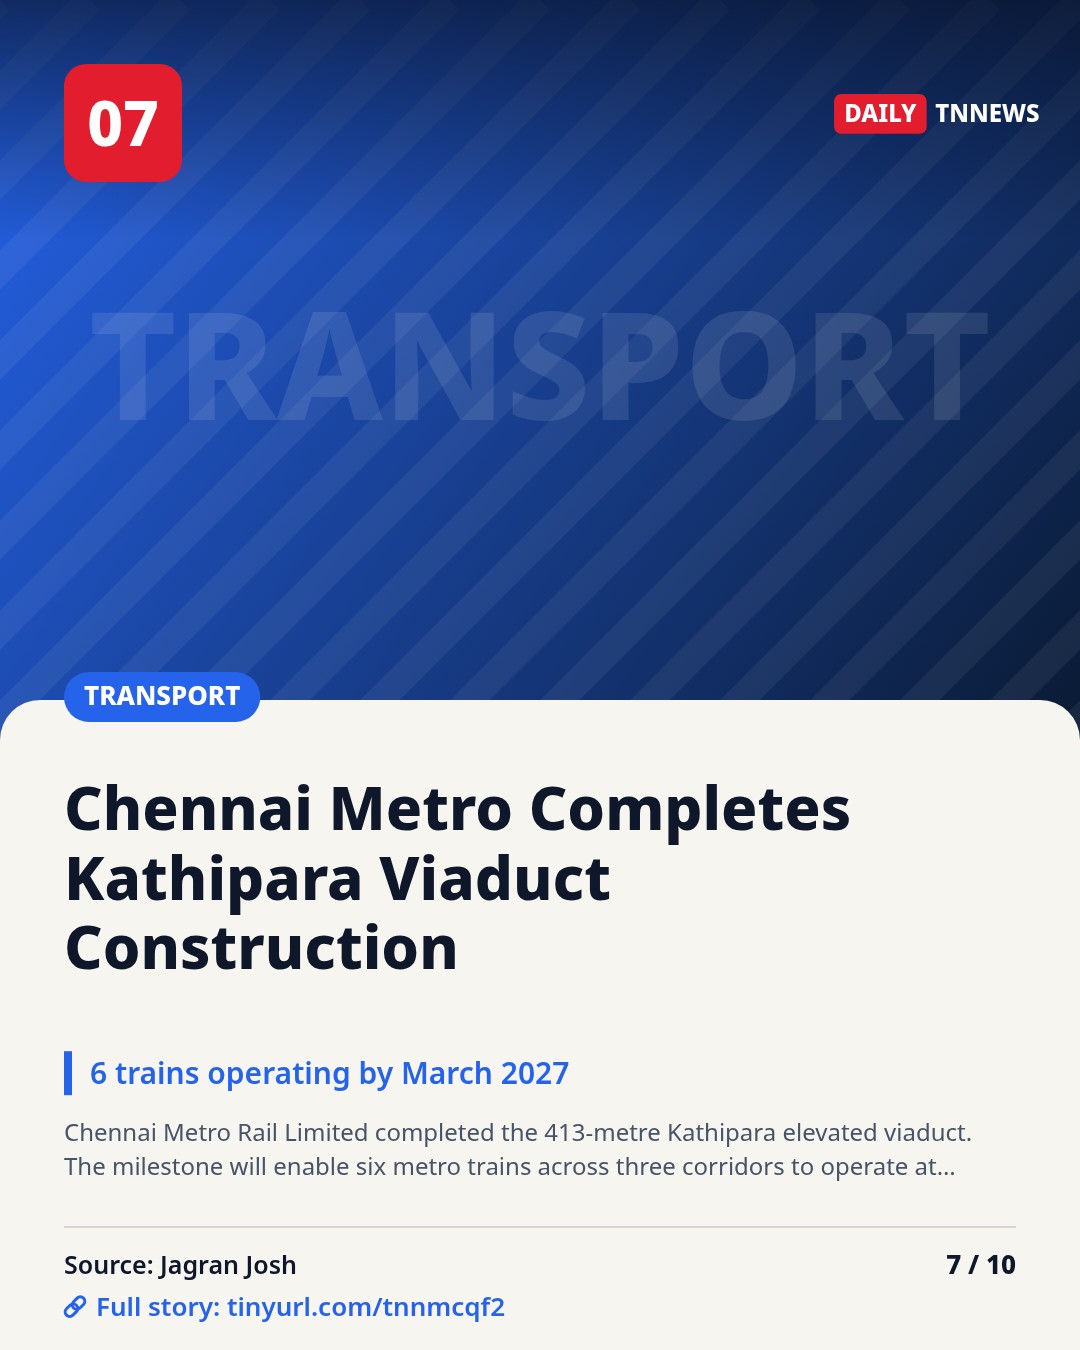 07
DAILY TNNEWS
TRANSPORT
TRANSPORT
Chennai Metro Completes
Kathipara Viaduct
Construction
6 trains operating by March 2027
Chennai Metro Rail Limited completed the 413-metre Kathipara elevated viaduct.
The milestone will enable six metro trains across three corridors to operate at...
Source: Jagran Josh
7 / 10
Full story: tinyurl.com/tnnmcqf2